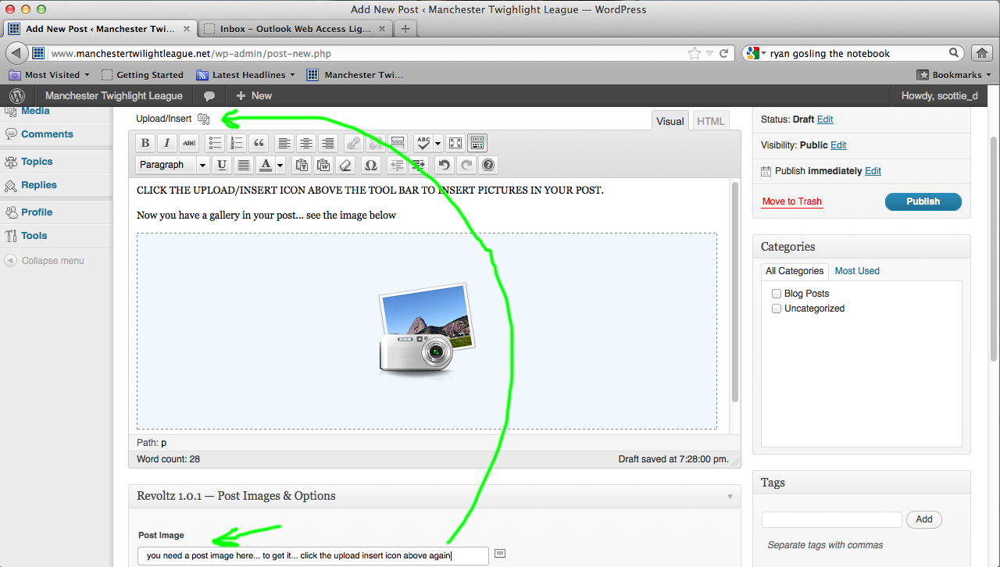 Add New Post ‹ Manchester Twighlight League — WordPress
Add New Post ‹ Manchester Twi...
Inbox – Outlook Web Access Lig...
www.manchestertwilightleague.net/wp-admin/post-new.php
ryan gosling the notebook
Most Visited
Getting Started
Latest Headlines
Manchester Twi...
Bookmarks
Manchester Twighlight League
New
Howdy, scottie_d
Media
Comments
Topics
Replies
Profile
Tools
Collapse menu
Upload/Insert
Visual
HTML
B I ABC
ABC
Paragraph
U
A
CLICK THE UPLOAD/INSERT ICON ABOVE THE TOOL BAR TO INSERT PICTURES IN YOUR POST.
Now you have a gallery in your post... see the image below
Path: p
Word count: 28
Draft saved at 7:28:00 pm.
Revoltz 1.0.1 — Post Images & Options
Post Image
you need a post image here... to get it... click the upload insert icon above again
Status: Draft Edit
Visibility: Public Edit
Publish immediately Edit
Move to Trash
Publish
Categories
All Categories
Most Used
Blog Posts
Uncategorized
Tags
Add
Separate tags with commas